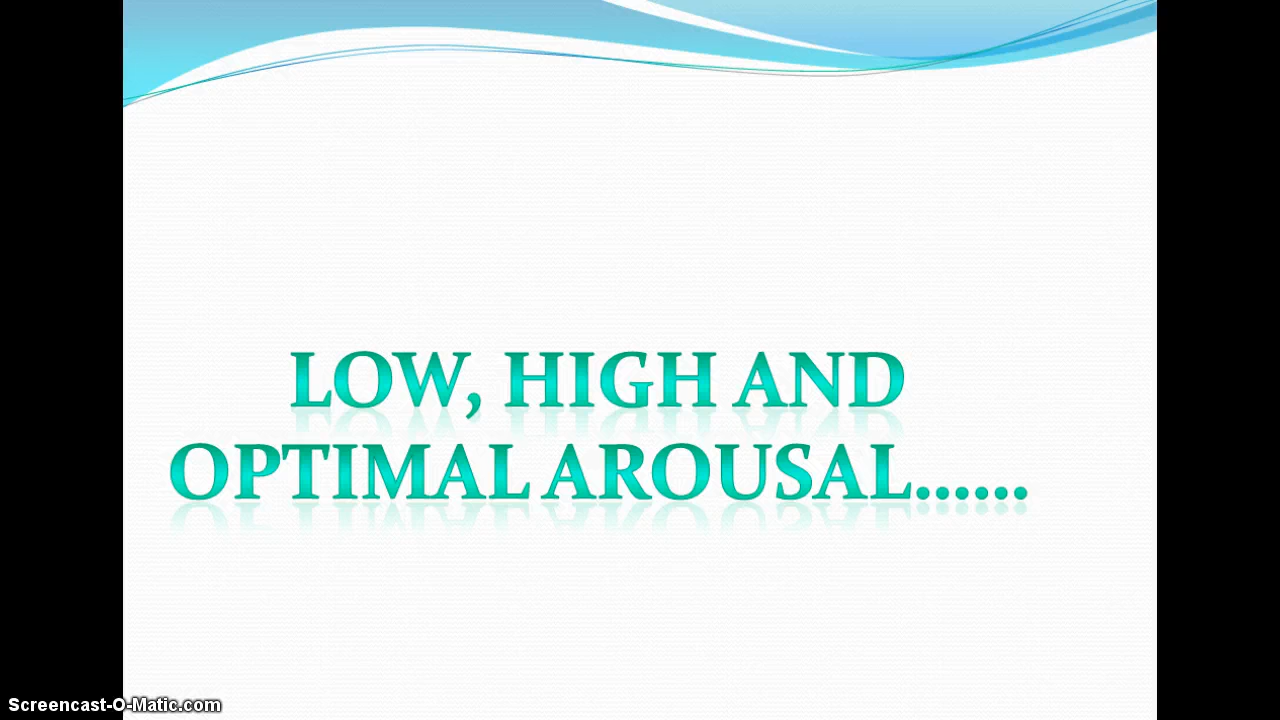 LOW, HIGH AND
OPTIMAL AROUSAL......
Screencast-O-Matic.com